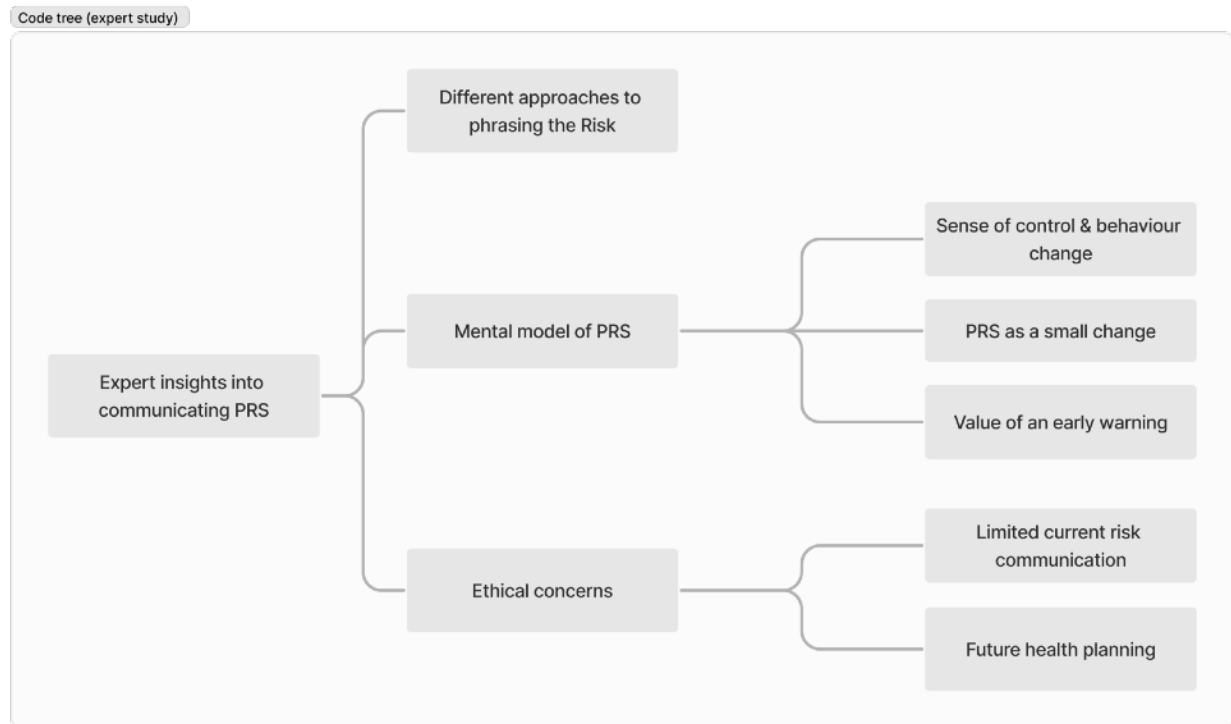 Code tree (expert study)
Different approaches to
phrasing the Risk
Sense of control & behaviour
change
Mental model of PRS
PRS as a small change
Expert insights into
communicating PRS
Value of an early warning
Limited current risk
communication
Ethical concerns
Future health planning